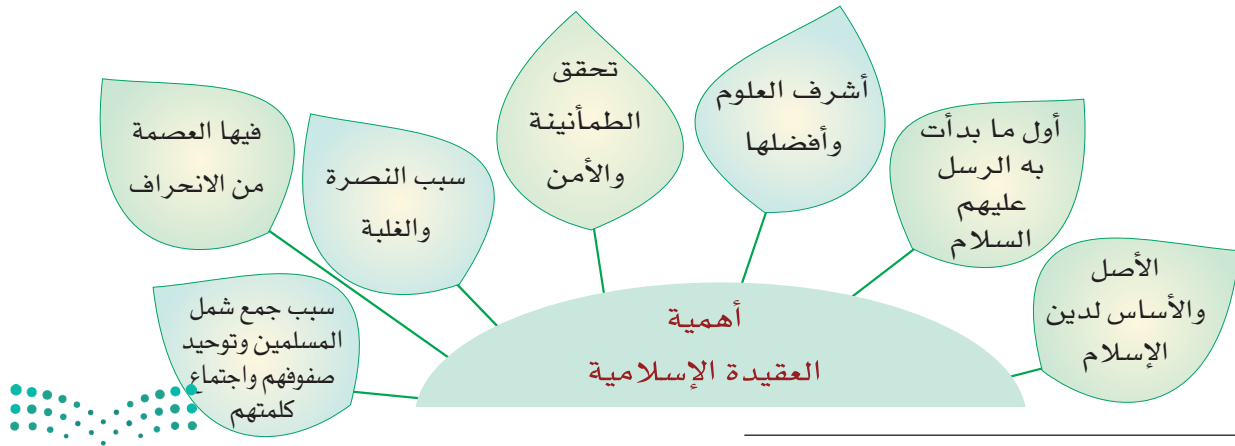 أهمية
العقيدة الإسلامية
الأصل
والأساس لدين
الإسلام
أول ما بدأت
به الرسل
عليهم
السلام
أشرف العلوم
وأفضلها
تحقق
الطمأنينة
والأمن
سبب النصرة
والغلبة
فيها العصمة
من الانحراف
سبب جمع شمل
المسلمين وتوحيد
صفوفهم واجتماع
كلمتهم